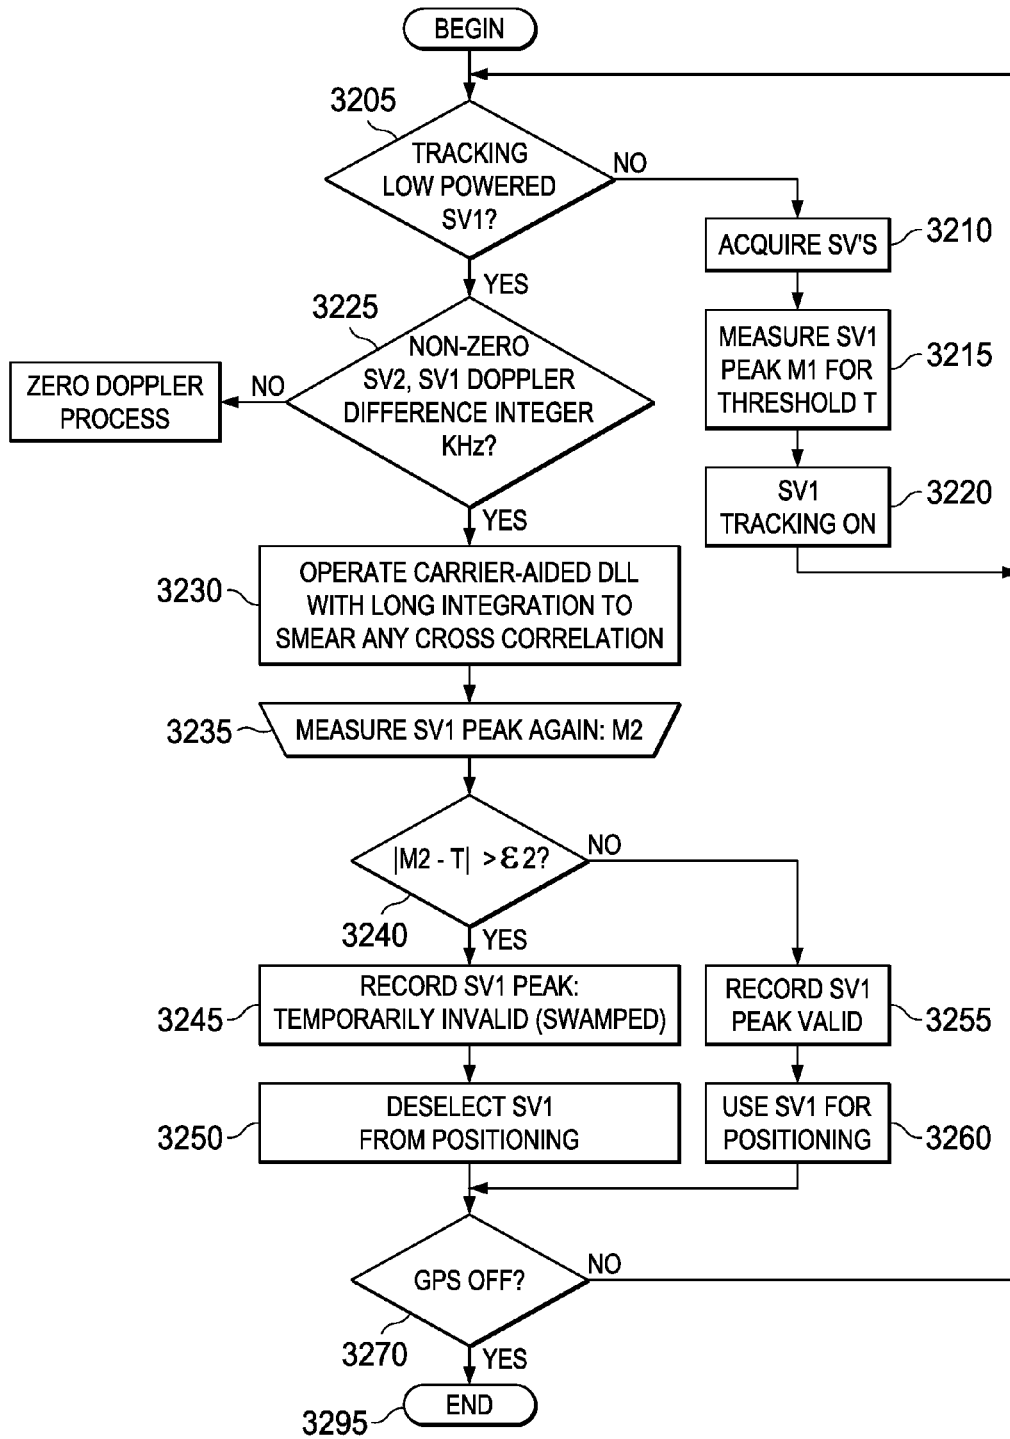 BEGIN
3205
TRACKING
LOW POWERED
SV1?
NO
YES
ACQUIRE SV'S
3210
MEASURE SV1
PEAK M1 FOR
THRESHOLD T
3215
SV1
TRACKING ON
3220
3225
NON-ZERO
SV2, SV1 DOPPLER
DIFFERENCE INTEGER
KHz?
NO
ZERO DOPPLER
PROCESS
YES
3230
OPERATE CARRIER-AIDED DLL
WITH LONG INTEGRATION TO
SMEAR ANY CROSS CORRELATION
3235
MEASURE SV1 PEAK AGAIN: M2
|M2 - T| > ε2?
NO
3240
YES
3245
RECORD SV1 PEAK:
TEMPORARILY INVALID (SWAMPED)
RECORD SV1
PEAK VALID
3255
3250
DESELECT SV1
FROM POSITIONING
USE SV1 FOR
POSITIONING
3260
GPS OFF?
NO
3270
YES
END
3295